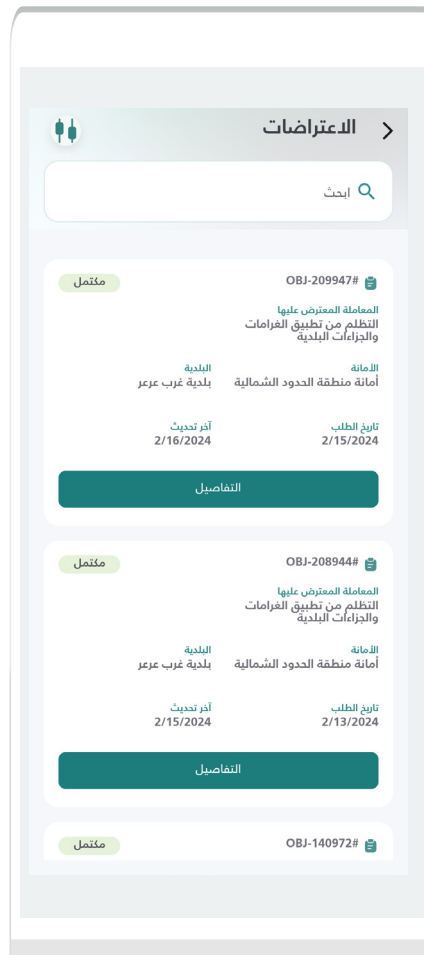 الاعتراضات
ابحث
OBJ-209947#
مكتمل
المعاملة المعترض عليها
التظلم من تطبيق الغرامات
والجزاءات البلدية
الأمانة
البلدية
أمانة منطقة الحدود الشمالية
بلدية غرب عرعر
تاريخ الطلب
آخر تحديث
2/15/2024
2/16/2024
التفاصيل
OBJ-208944#
مكتمل
المعاملة المعترض عليها
التظلم من تطبيق الغرامات
والجزاءات البلدية
الأمانة
البلدية
أمانة منطقة الحدود الشمالية
بلدية غرب عرعر
تاريخ الطلب
آخر تحديث
2/13/2024
2/15/2024
التفاصيل
OBJ-140972#
مكتمل